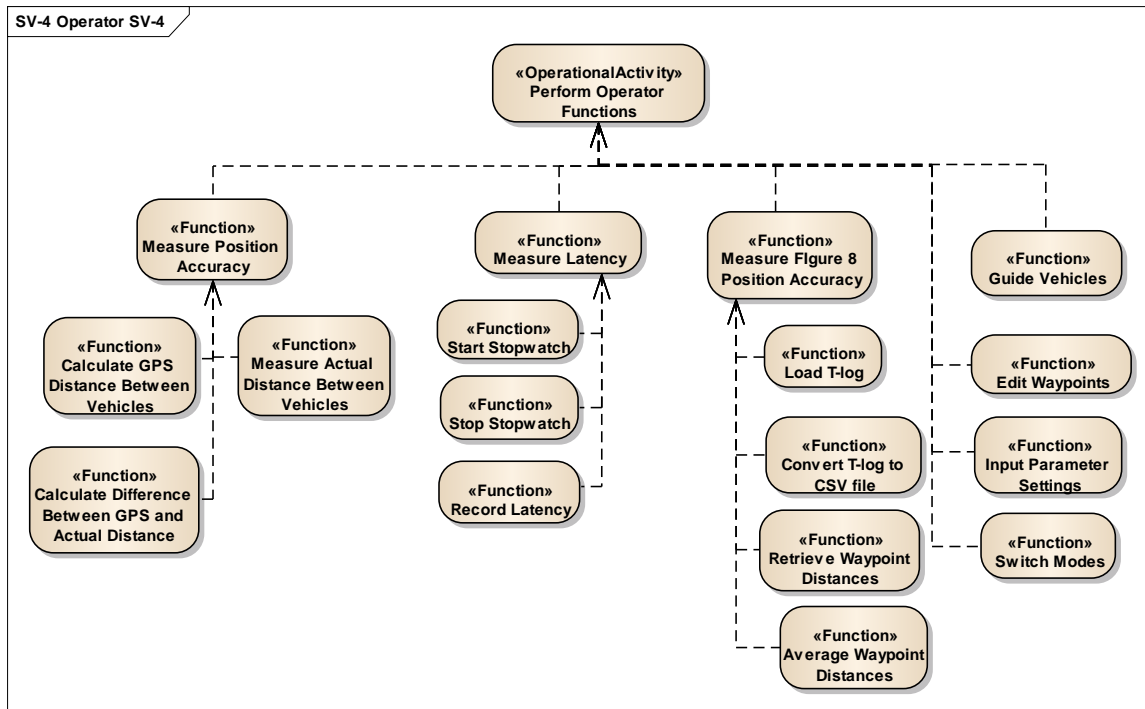 SV-4 Operator SV-4
«OperationalActivity»
Perform Operator
Functions
«Function»
Measure Position
Accuracy
«Function»
Measure Latency
«Function»
Measure FIgure 8
Position Accuracy
«Function»
Guide Vehicles
«Function»
Calculate GPS
Distance Between
Vehicles
«Function»
Measure Actual
Distance Between
Vehicles
«Function»
Calculate Difference
Between GPS and
Actual Distance
«Function»
Start Stopwatch
«Function»
Stop Stopwatch
«Function»
Record Latency
«Function»
Load T-log
«Function»
Convert T-log to
CSV file
«Function»
Retrieve Waypoint
Distances
«Function»
Average Waypoint
Distances
«Function»
Edit Waypoints
«Function»
Input Parameter
Settings
«Function»
Switch Modes